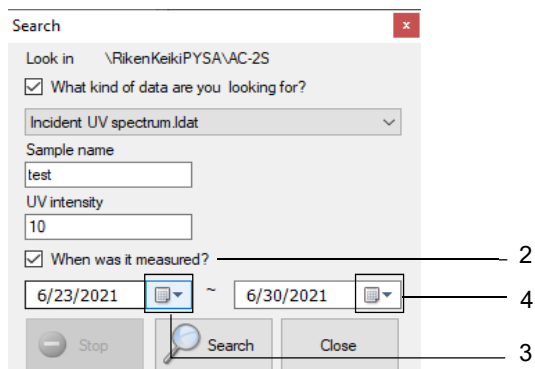 Search x
Look in \RikenKeikiPYSA\AC-2S
What kind of data are you looking for?
Incident UV spectrum.ldat
Sample name
test
UV intensity
10
When was it measured? 2
6/23/2021 ~ 6/30/2021 4
Stop Search Close 3